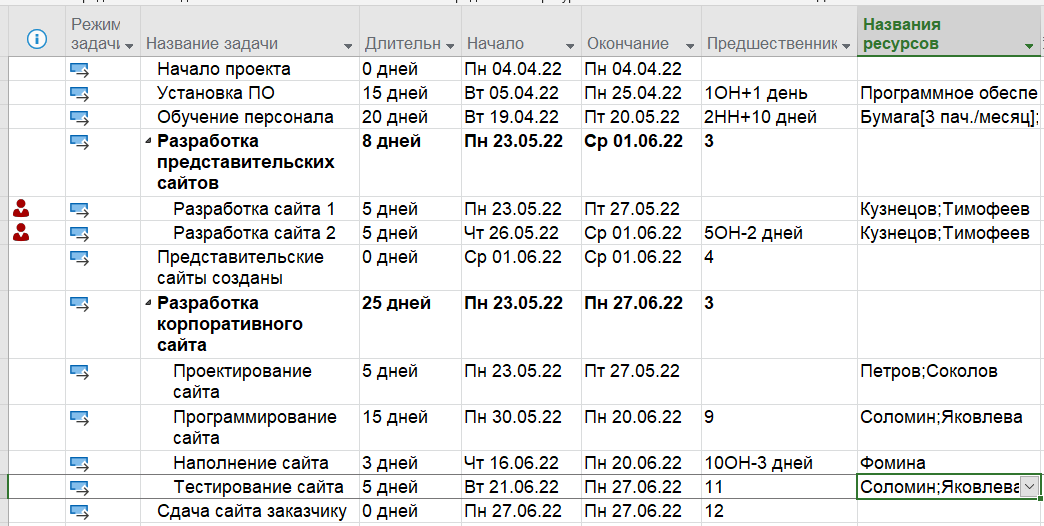 Режим
задачи Название задачи Длительн Начало Окончание Предшественник Названия
ресурсов
Начало проекта 0 дней Пн 04.04.22 Пн 04.04.22
Установка ПО 15 дней Вт 05.04.22 Пн 25.04.22 1ОН+1 день Программное обеспе
Обучение персонала 20 дней Вт 19.04.22 Пт 20.05.22 2НН+10 дней Бумага[3 пач./месяц];
Разработка 8 дней Пн 23.05.22 Ср 01.06.22 3
представительских
сайтов
Разработка сайта 1 5 дней Пн 23.05.22 Пт 27.05.22 Кузнецов;Тимофеев
Разработка сайта 2 5 дней Чт 26.05.22 Ср 01.06.22 5ОН-2 дней Кузнецов;Тимофеев
Представительские 0 дней Ср 01.06.22 Ср 01.06.22 4
сайты созданы
Разработка 25 дней Пн 23.05.22 Пн 27.06.22 3
корпоративного
сайта
Проектирование 5 дней Пн 23.05.22 Пт 27.05.22 Петров;Соколов
сайта
Программирование 15 дней Пн 30.05.22 Пн 20.06.22 9 Соломин;Яковлева
сайта
Наполнение сайта 3 дней Чт 16.06.22 Пн 20.06.22 10ОН-3 дней Фомина
Тестирование сайта 5 дней Вт 21.06.22 Пн 27.06.22 11 Соломин;Яковлева
Сдача сайта заказчику 0 дней Пн 27.06.22 Пн 27.06.22 12